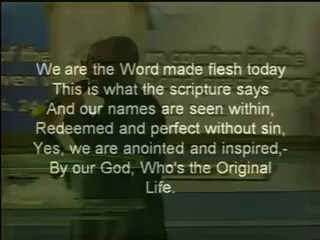 We are the Word made flesh today
This is what the scripture says
And our names are seen within,
Redeemed and perfect without sin,
Yes, we are anointed and inspired,-
By our God, Who's the Original
Life.